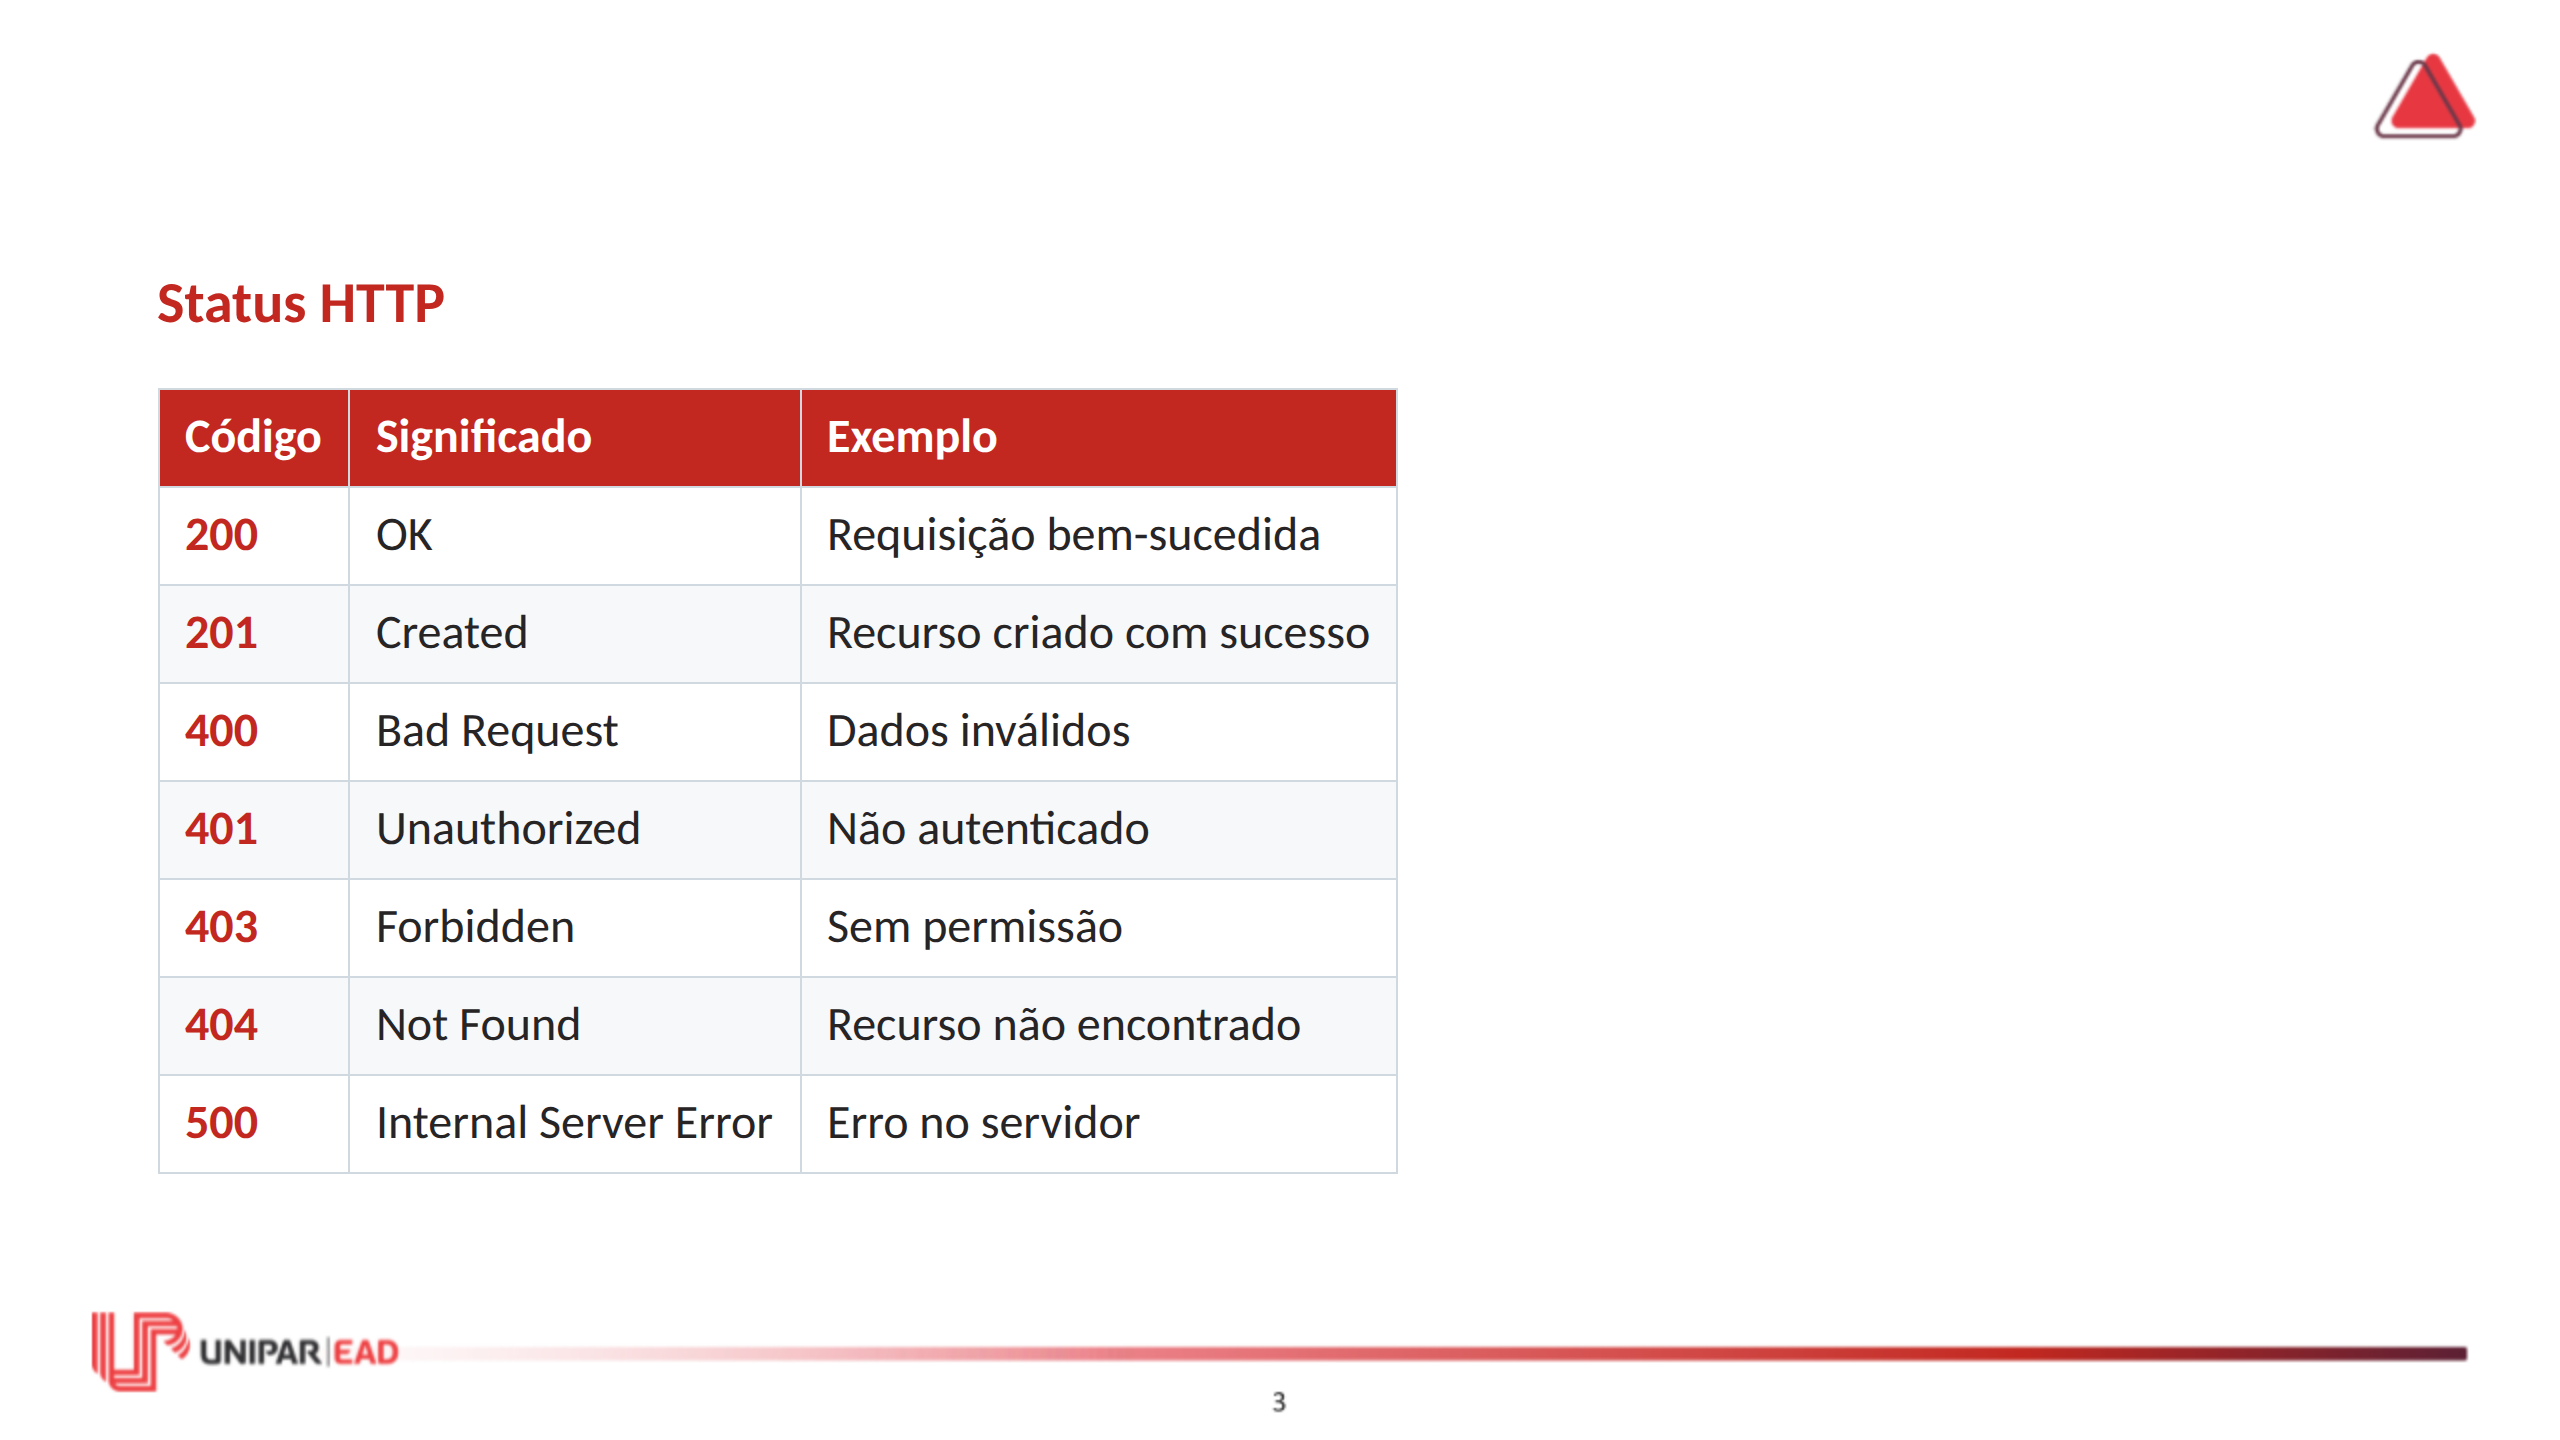 Status HTTP
Código Significado Exemplo
200 OK Requisição bem-sucedida
201 Created Recurso criado com sucesso
400 Bad Request Dados inválidos
401 Unauthorized Não autenticado
403 Forbidden Sem permissão
404 Not Found Recurso não encontrado
500 Internal Server Error Erro no servidor
UNIPAR|EAD
3